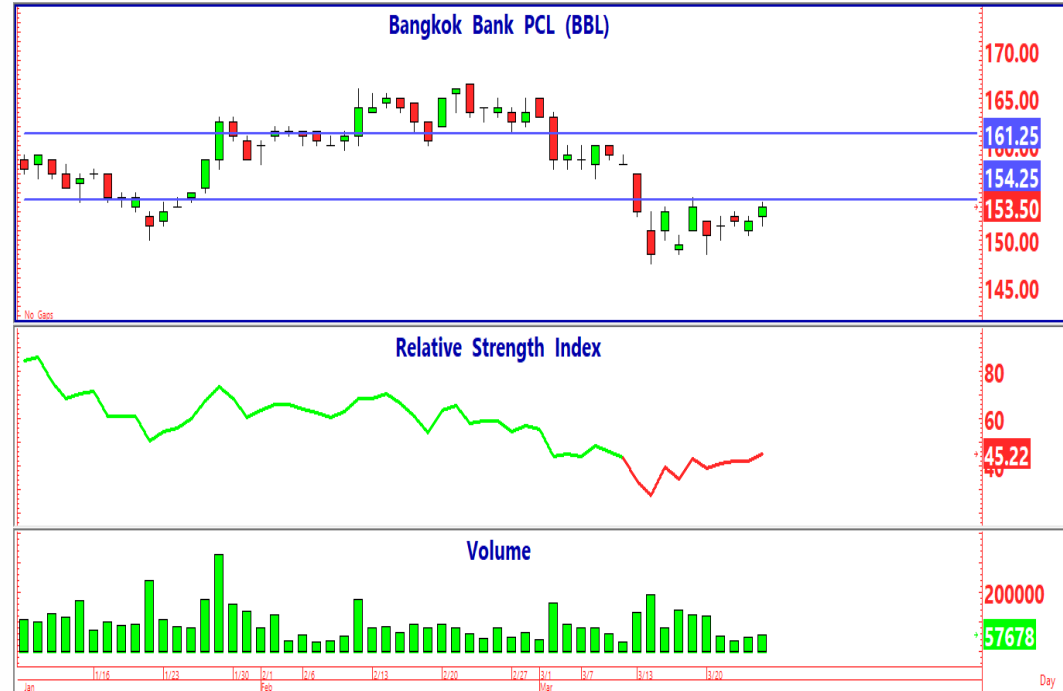 Bangkok Bank PCL (BBL)
170.00
165.00
161.25
160.00
154.25
153.50
150.00
145.00
No Gaps
Relative Strength Index
80
60
45.22
40
Volume
200000
57678
1/16 1/23 1/30 2/1 2/6 2/13 2/20 2/27 3/1 3/7 3/13 3/20
Jan Feb Mar Day